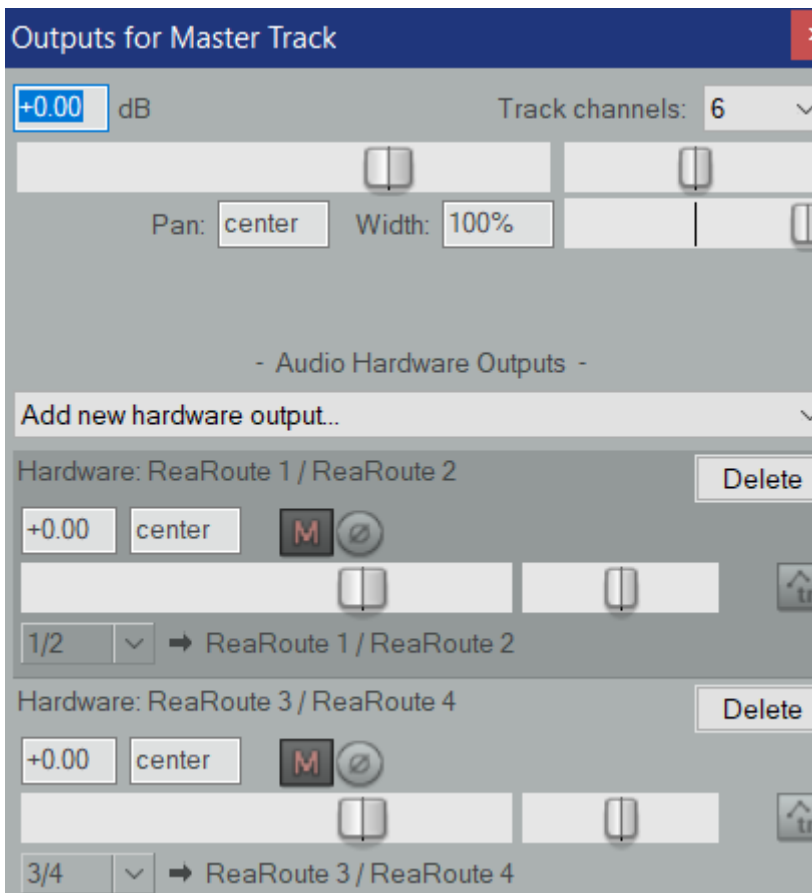 Outputs for Master Track
+0.00 dB Track channels: 6
Pan: center Width: 100%
- Audio Hardware Outputs -
Add new hardware output...
Hardware: ReaRoute 1 / ReaRoute 2 Delete
+0.00 center M ø
tr
1/2 ➡ ReaRoute 1 / ReaRoute 2
Hardware: ReaRoute 3 / ReaRoute 4 Delete
+0.00 center M ø
tr
3/4 ➡ ReaRoute 3 / ReaRoute 4